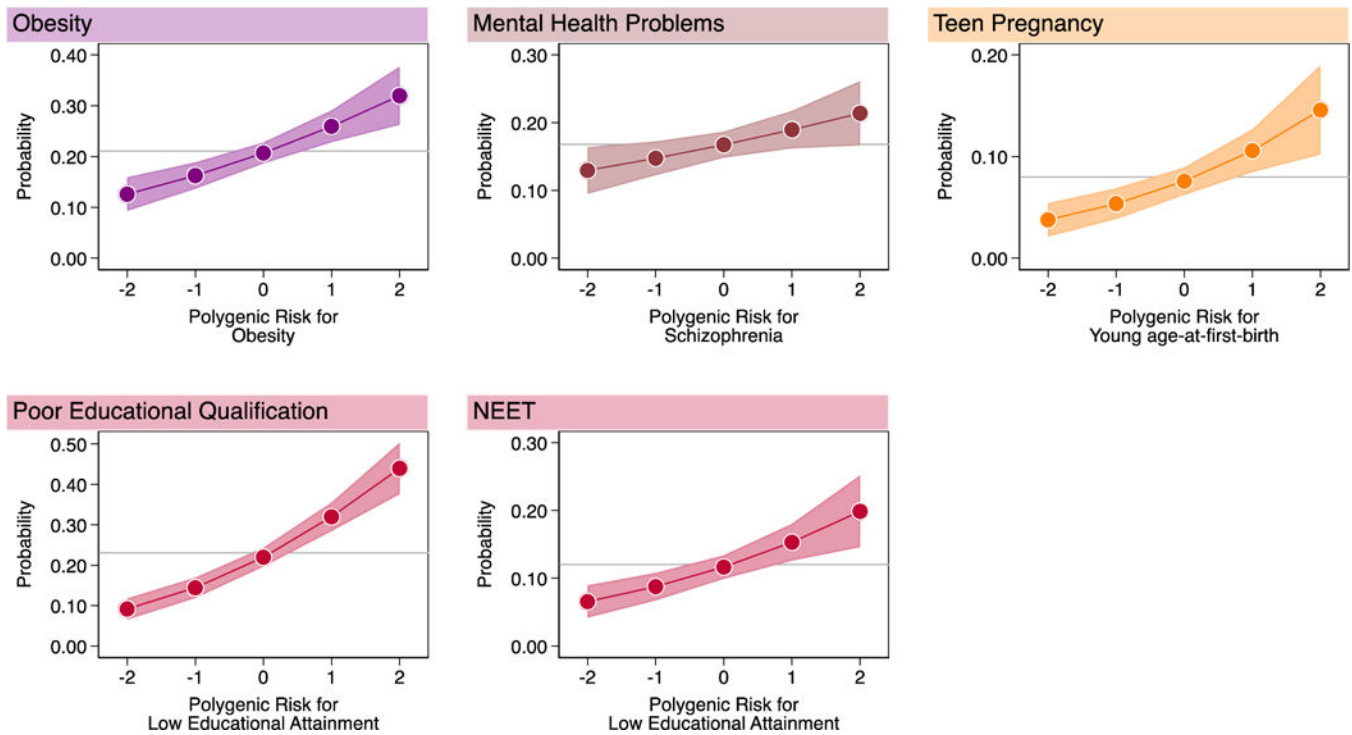 Obesity
0.40
0.30
0.20
0.10
0.00
Probability
-2 -1 0 1 2
Polygenic Risk for
Obesity
Mental Health Problems
0.30
0.20
0.10
0.00
Probability
-2 -1 0 1 2
Polygenic Risk for
Schizophrenia
Teen Pregnancy
0.20
0.10
0.00
Probability
-2 -1 0 1 2
Polygenic Risk for
Young age-at-first-birth
Poor Educational Qualification
0.50
0.40
0.30
0.20
0.10
0.00
Probability
-2 -1 0 1 2
Polygenic Risk for
Low Educational Attainment
NEET
0.30
0.20
0.10
0.00
Probability
-2 -1 0 1 2
Polygenic Risk for
Low Educational Attainment